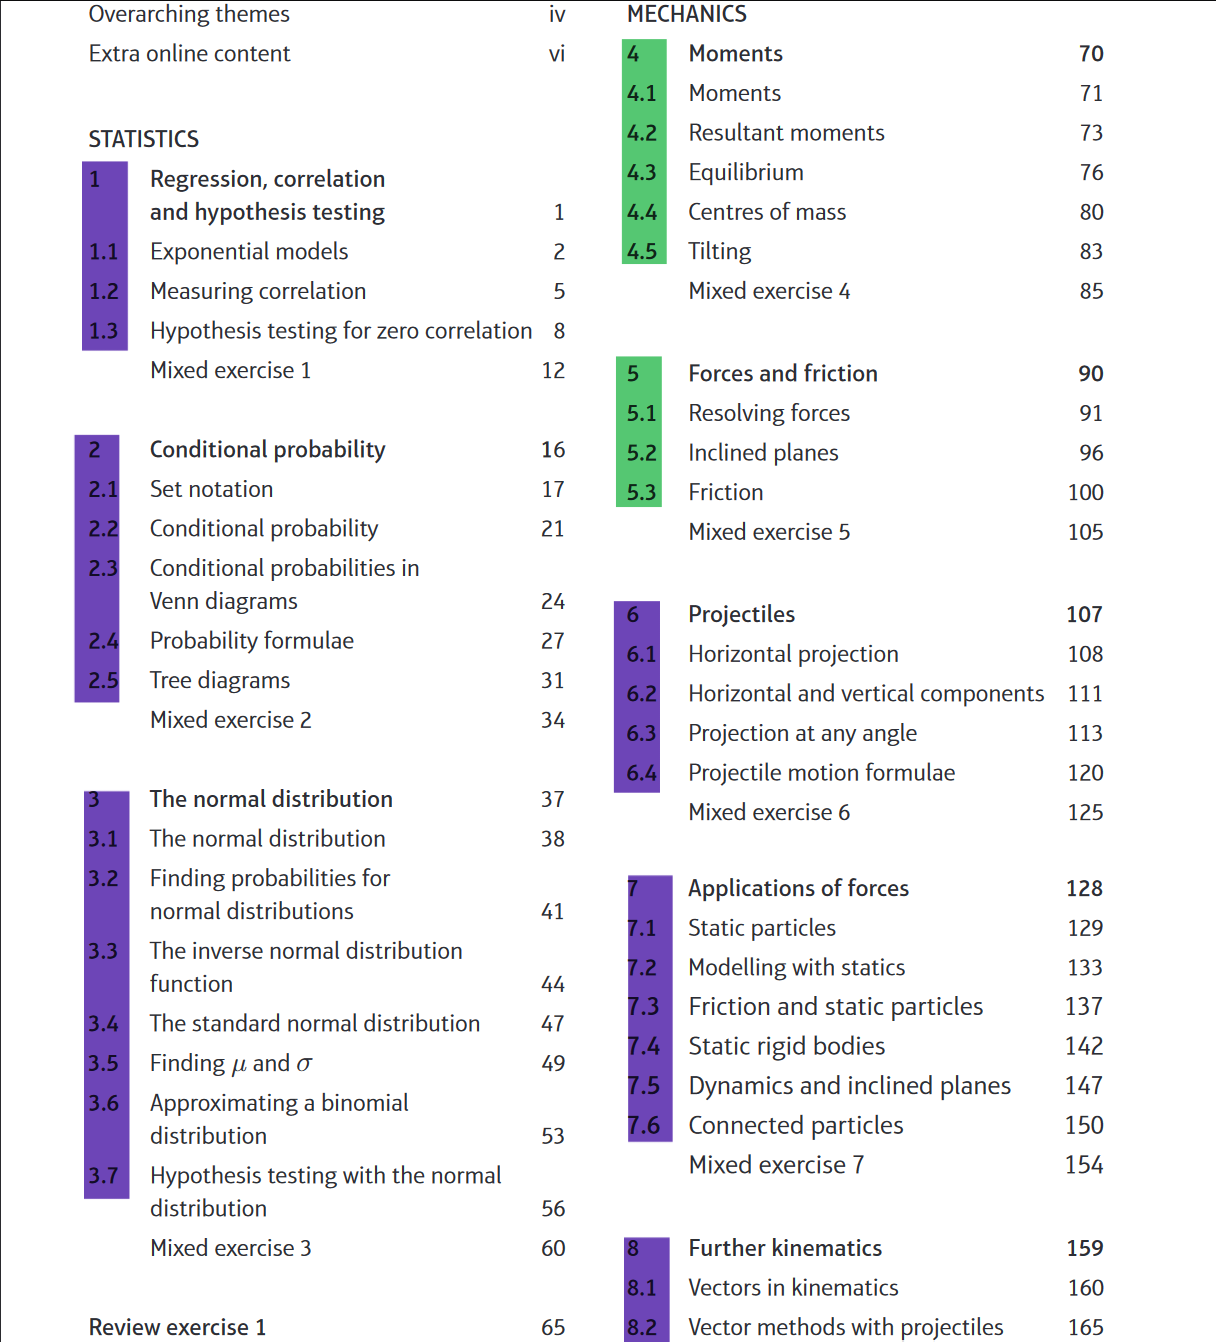 Overarching themes iv
Extra online content vi
STATISTICS
1 Regression, correlation
and hypothesis testing 1
1.1 Exponential models 2
1.2 Measuring correlation 5
1.3 Hypothesis testing for zero correlation 8
Mixed exercise 1 12
2 Conditional probability 16
2.1 Set notation 17
2.2 Conditional probability 21
2.3 Conditional probabilities in
Venn diagrams 24
2.4 Probability formulae 27
2.5 Tree diagrams 31
Mixed exercise 2 34
3 The normal distribution 37
3.1 The normal distribution 38
3.2 Finding probabilities for
normal distributions 41
3.3 The inverse normal distribution
function 44
3.4 The standard normal distribution 47
3.5 Finding μ and σ 49
3.6 Approximating a binomial
distribution 53
3.7 Hypothesis testing with the normal
distribution 56
Mixed exercise 3 60
Review exercise 1 65
MECHANICS
4 Moments 70
4.1 Moments 71
4.2 Resultant moments 73
4.3 Equilibrium 76
4.4 Centres of mass 80
4.5 Tilting 83
Mixed exercise 4 85
5 Forces and friction 90
5.1 Resolving forces 91
5.2 Inclined planes 96
5.3 Friction 100
Mixed exercise 5 105
6 Projectiles 107
6.1 Horizontal projection 108
6.2 Horizontal and vertical components 111
6.3 Projection at any angle 113
6.4 Projectile motion formulae 120
Mixed exercise 6 125
7 Applications of forces 128
7.1 Static particles 129
7.2 Modelling with statics 133
7.3 Friction and static particles 137
7.4 Static rigid bodies 142
7.5 Dynamics and inclined planes 147
7.6 Connected particles 150
Mixed exercise 7 154
8 Further kinematics 159
8.1 Vectors in kinematics 160
8.2 Vector methods with projectiles 165